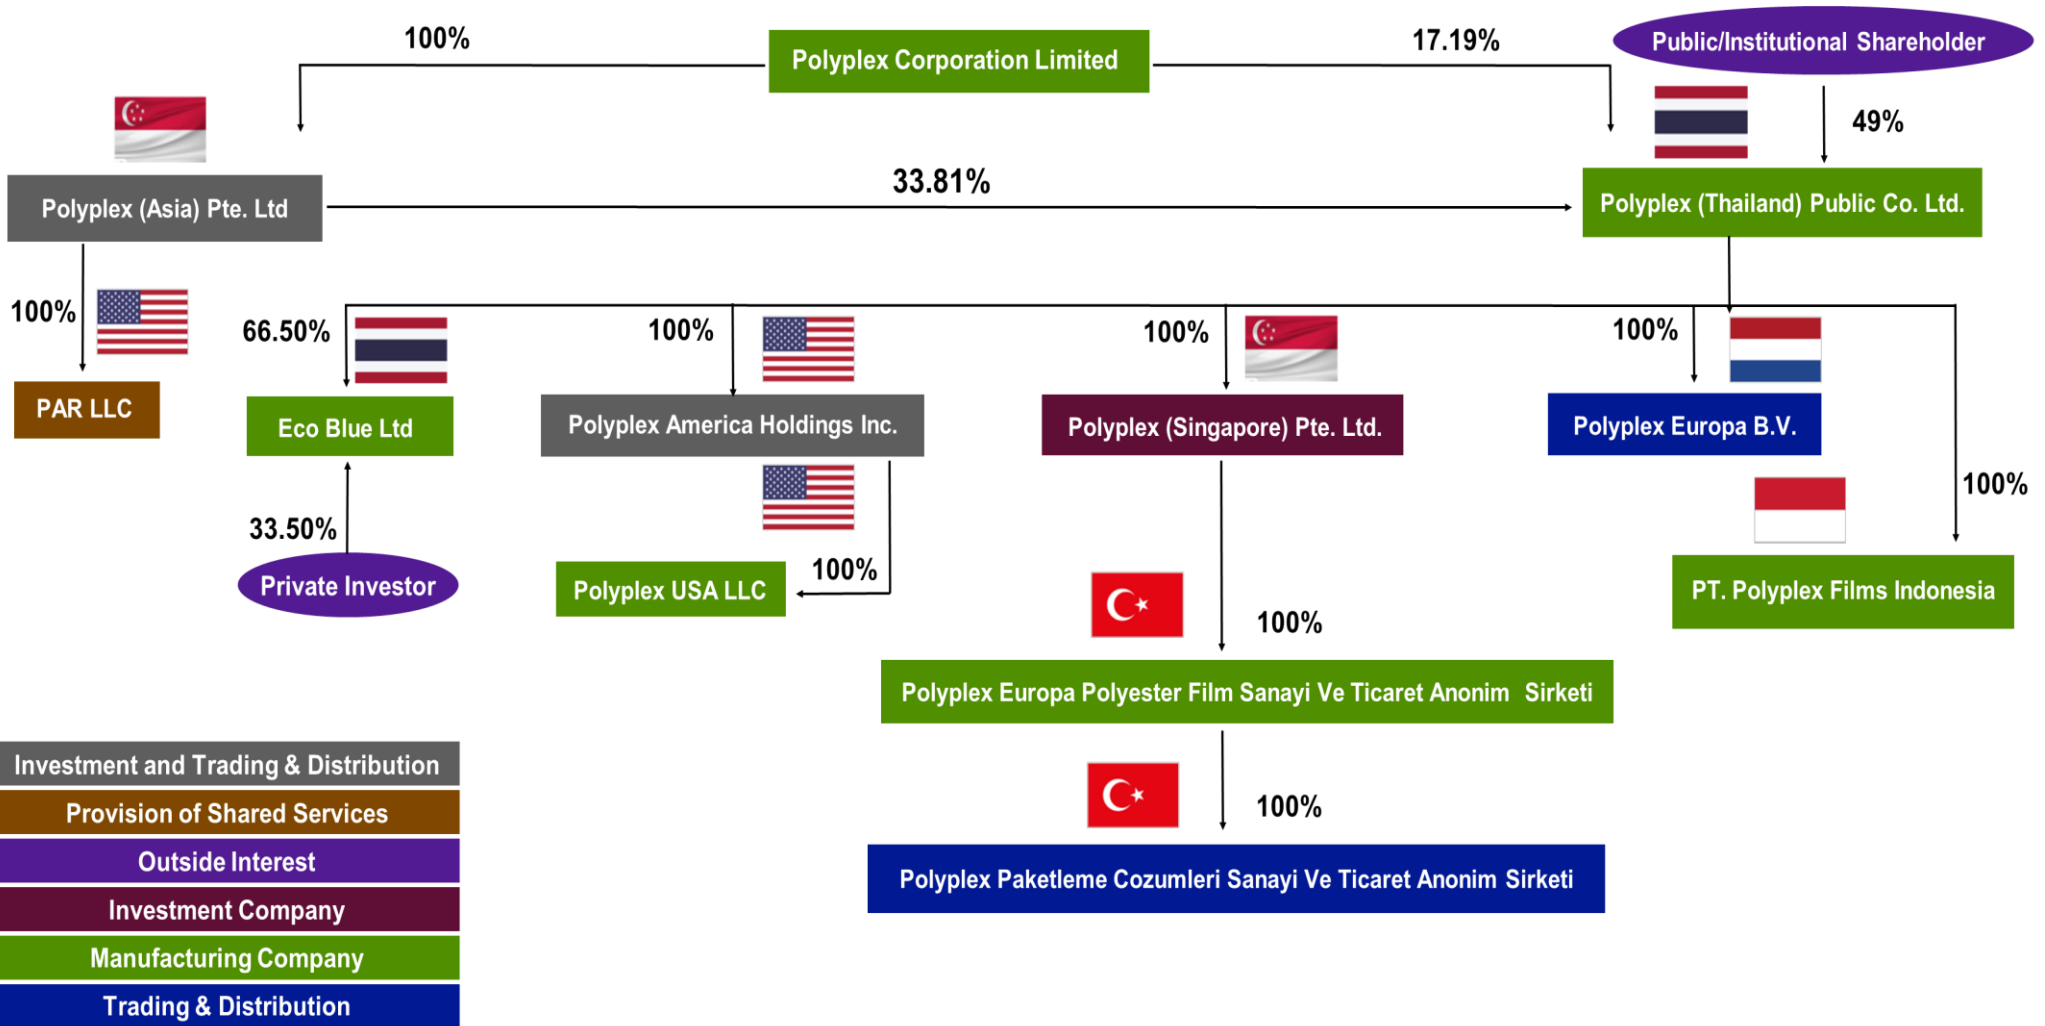 100%
Polyplex Corporation Limited
17.19%
Public/Institutional Shareholder
49%
Polyplex (Asia) Pte. Ltd
33.81%
Polyplex (Thailand) Public Co. Ltd.
100%
66.50%
100%
100%
100%
PAR LLC
Eco Blue Ltd
Polyplex America Holdings Inc.
Polyplex (Singapore) Pte. Ltd.
Polyplex Europa B.V.
100%
33.50%
Private Investor
Polyplex USA LLC
100%
100%
PT. Polyplex Films Indonesia
Polyplex Europa Polyester Film Sanayi Ve Ticaret Anonim Sirketi
100%
Polyplex Paketleme Cozumleri Sanayi Ve Ticaret Anonim Sirketi
Investment and Trading & Distribution
Provision of Shared Services
Outside Interest
Investment Company
Manufacturing Company
Trading & Distribution